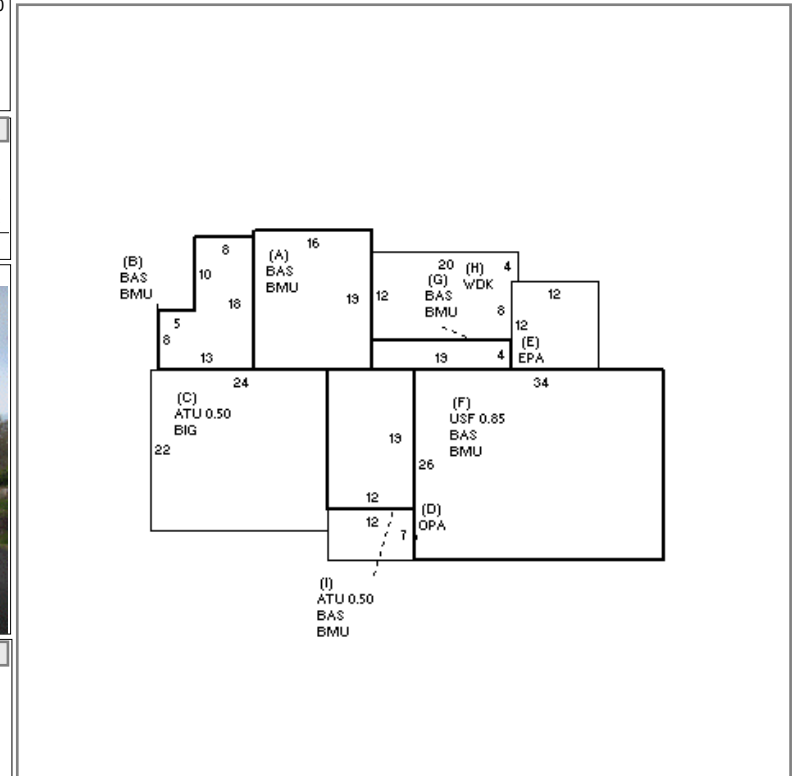 8
16
(A)
BAS
BMU
(B)
BAS
BMU
10
18
19
5
8
13
12
20
(H)
WDK
4
(G)
BAS
BMU
8
12
12
(E)
EPA
19
4
24
(C)
ATU 0.50
BIG
22
19
12
34
(F)
USF 0.85
BAS
BMU
26
12
7
(D)
OPA
(I)
ATU 0.50
BAS
BMU